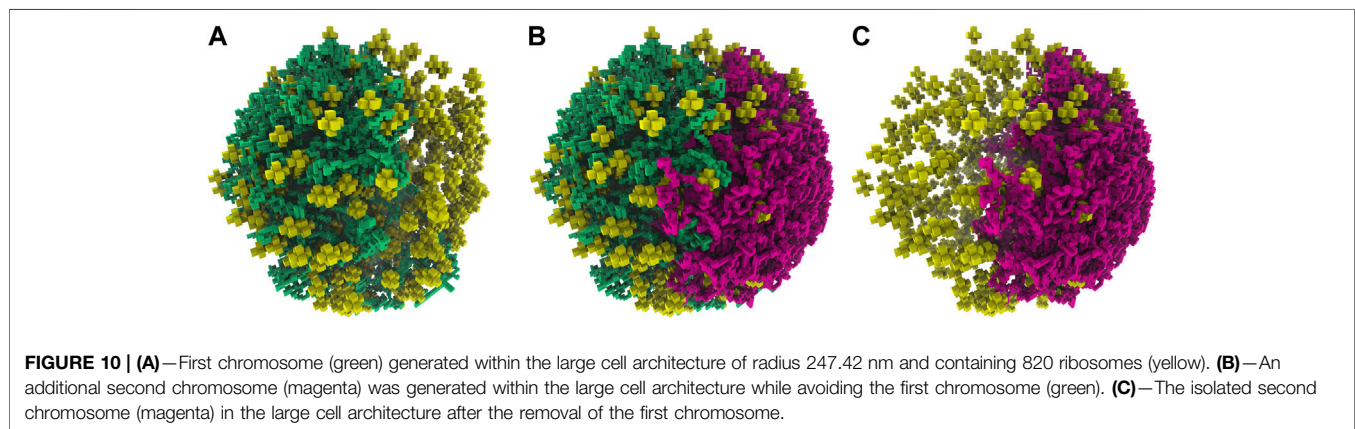 A
B
C
FIGURE 10 | (A)—First chromosome (green) generated within the large cell architecture of radius 247.42 nm and containing 820 ribosomes (yellow). (B)—An
additional second chromosome (magenta) was generated within the large cell architecture while avoiding the first chromosome (green). (C)—The isolated second
chromosome (magenta) in the large cell architecture after the removal of the first chromosome.